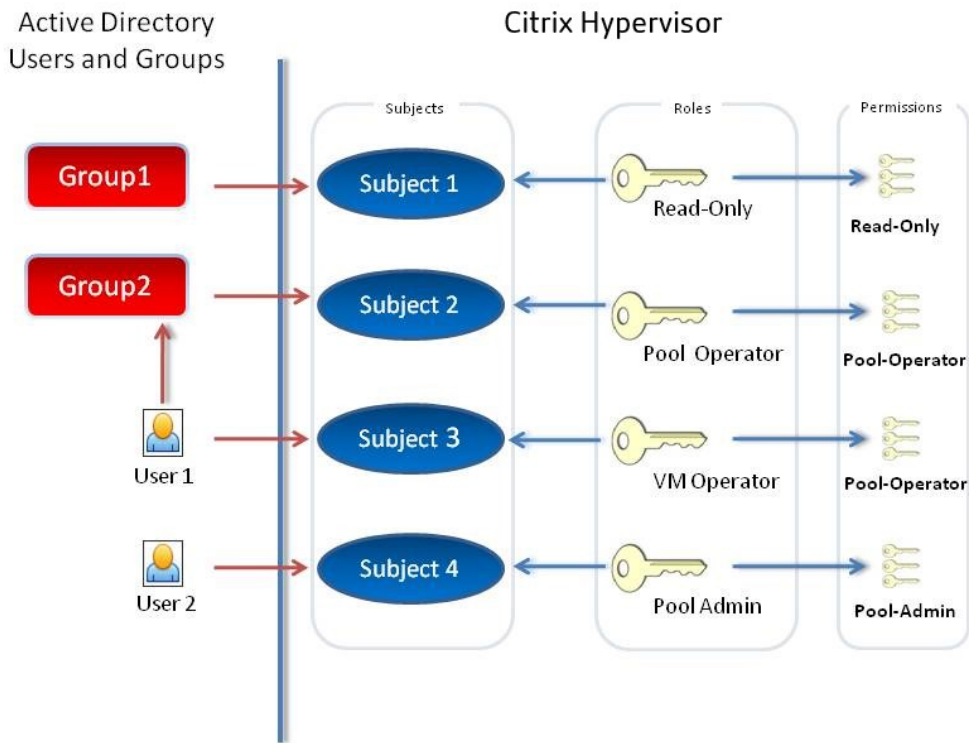 Active Directory
Users and Groups
Citrix Hypervisor
Subjects
Roles
Permissions
Group1
Subject 1
Read-Only
Read-Only
Group2
Subject 2
Pool Operator
Pool-Operator
User 1
Subject 3
VM Operator
Pool-Operator
User 2
Subject 4
Pool Admin
Pool-Admin